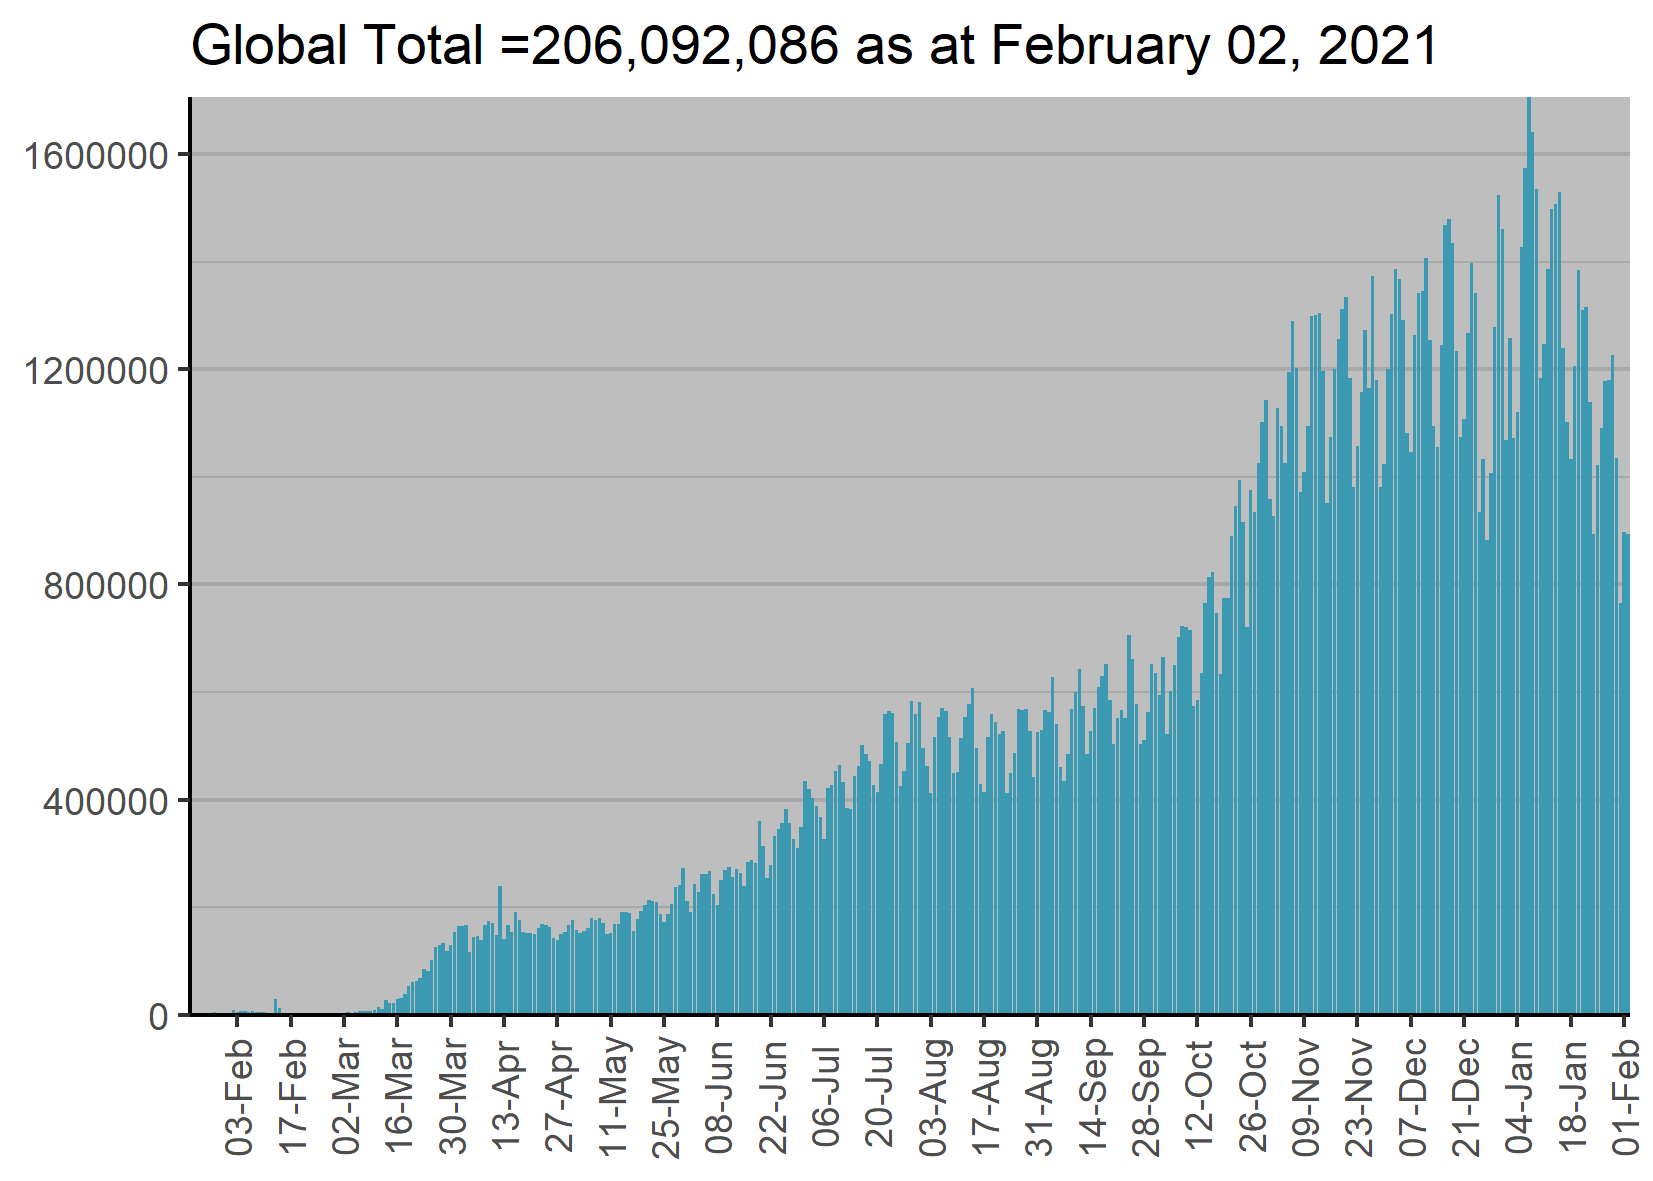 Global Total =206,092,086 as at February 02, 2021
1600000
1200000
800000
400000
0
03-Feb
17-Feb
02-Mar
16-Mar
30-Mar
13-Apr
27-Apr
11-May
25-May
08-Jun
22-Jun
06-Jul
20-Jul
03-Aug
17-Aug
31-Aug
14-Sep
28-Sep
12-Oct
26-Oct
09-Nov
23-Nov
07-Dec
21-Dec
04-Jan
18-Jan
01-Feb